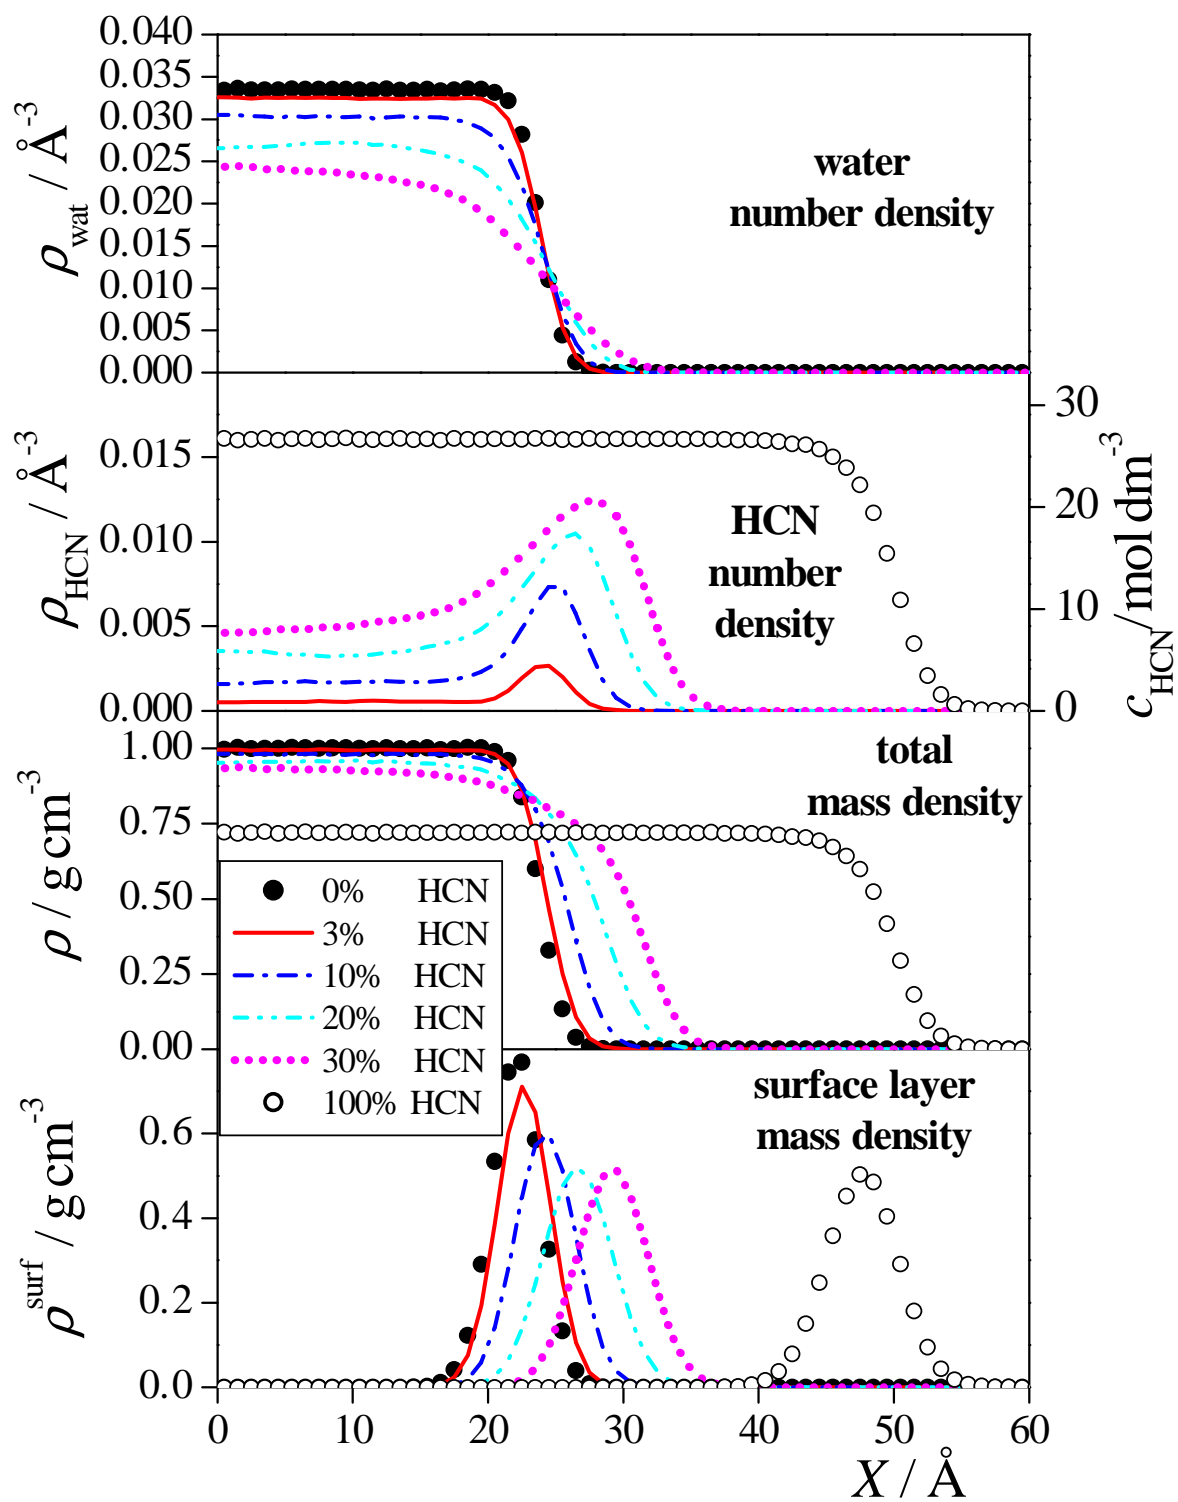 0.040
0.035
0.030
0.025
0.020
0.015
0.010
0.005
0.000
ρwat / Å-3
water
number density
0.015
0.010
0.005
0.000
ρHCN / Å-3
HCN
number
density
30
20
10
0
cHCN/mol dm-3
1.00
0.75
0.50
0.25
0.00
ρ / g cm-3
total
mass density
0% HCN
3% HCN
10% HCN
20% HCN
30% HCN
100% HCN
0.6
0.4
0.2
0.0
ρsurf / g cm-3
surface layer
mass density
0 10 20 30 40 50 60
X / Å